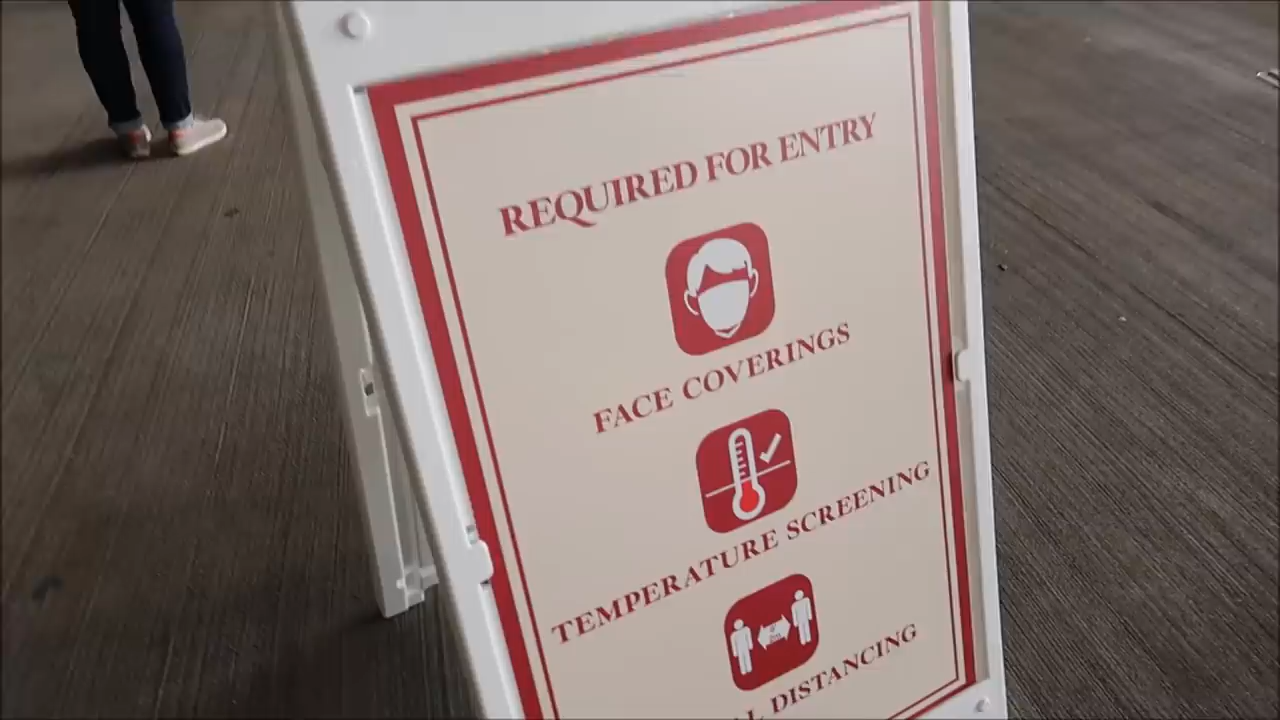 REQUIRED FOR ENTRY
FACE COVERINGS
TEMPERATURE SCREENING
DISTANCING